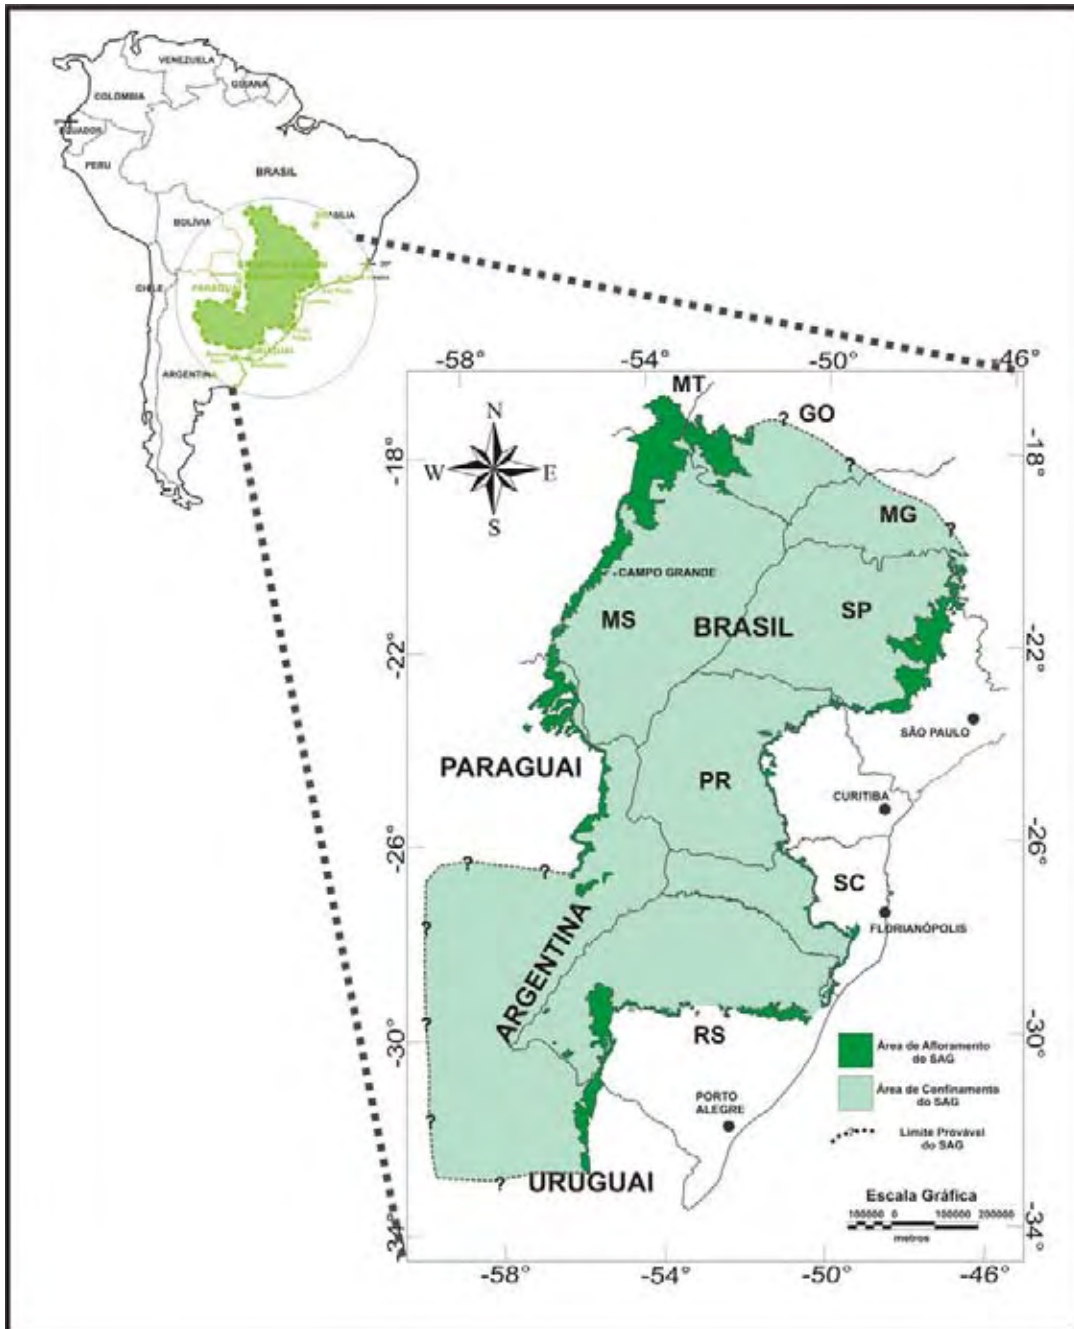 VENEZUELA
GUIANA
COLÔMBIA
EQUADOR
PERU
BRASIL
BOLÍVIA
CHILE
ARGENTINA
-58°
-54°
-50°
-46°
MT
GO
N
W
E
S
-18°
-18°
MG
CAMPO GRANDE
MS
BRASIL
SP
-22°
-22°
SÃO PAULO
PARAGUAI
PR
CURITIBA
-26°
-26°
?
?
?
?
?
?
?
?
?
SC
FLORIANÓPOLIS
ARGENTINA
-30°
-30°
RS
Área de Afloramento
do SAG
Área de Confinamento
do SAG
PORTO
ALEGRE
Limite Provável
do SAG
URUGUAI
Escala Gráfica
100000 0 100000 200000
metros
-34°
-34°
-58°
-54°
-50°
-46°